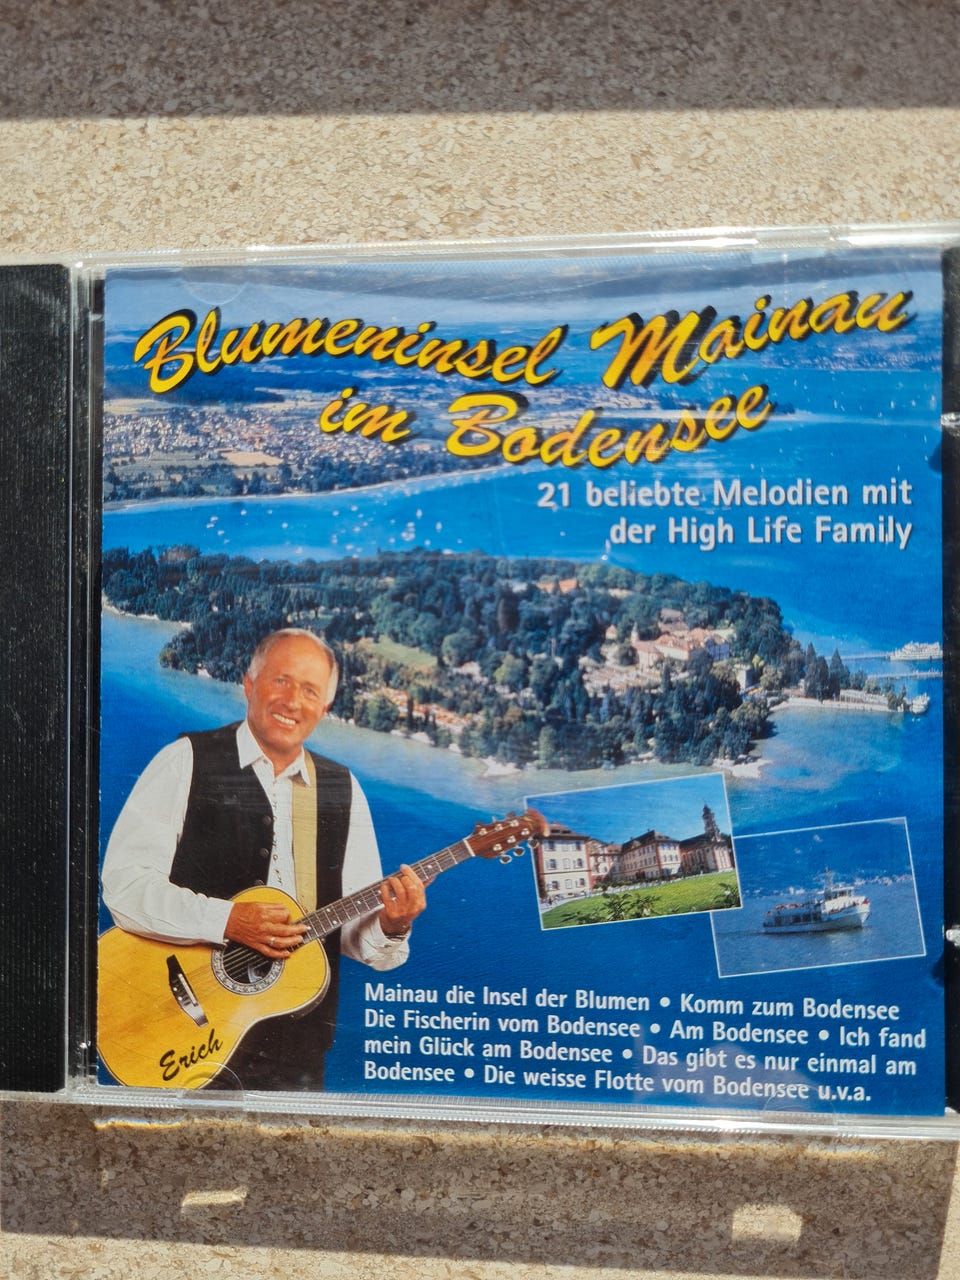 Blumeninsel Mainau
im Bodensee
21 beliebte Melodien mit
der High Life Family
Erich
Mainau die Insel der Blumen • Komm zum Bodensee
Die Fischerin vom Bodensee • Am Bodensee • Ich fand
mein Glück am Bodensee • Das gibt es nur einmal am
Bodensee • Die weisse Flotte vom Bodensee u.v.a.